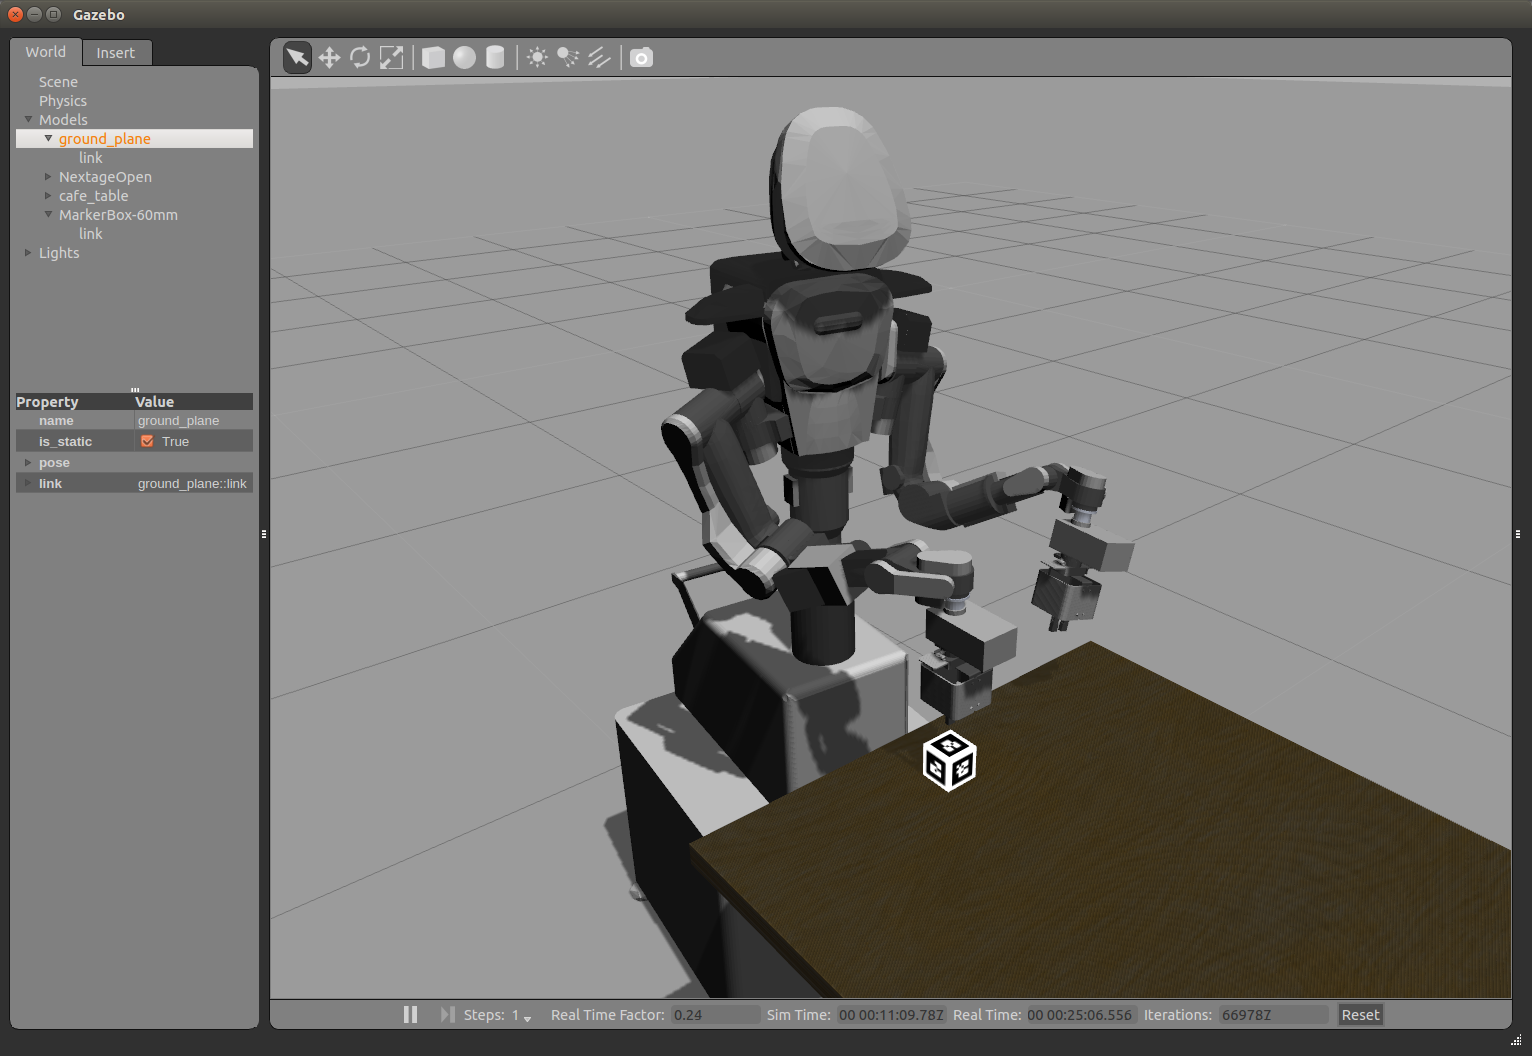 Gazebo
World Insert
Scene
Physics
Models
ground_plane
link
NextageOpen
cafe_table
MarkerBox-60mm
link
Lights
Property Value
name ground_plane
is_static True
pose
link ground_plane::link
Steps: 1 Real Time Factor: 0.24 Sim Time: 00 00:11:09.787 Real Time: 00 00:25:06.556 Iterations: 669787 Reset